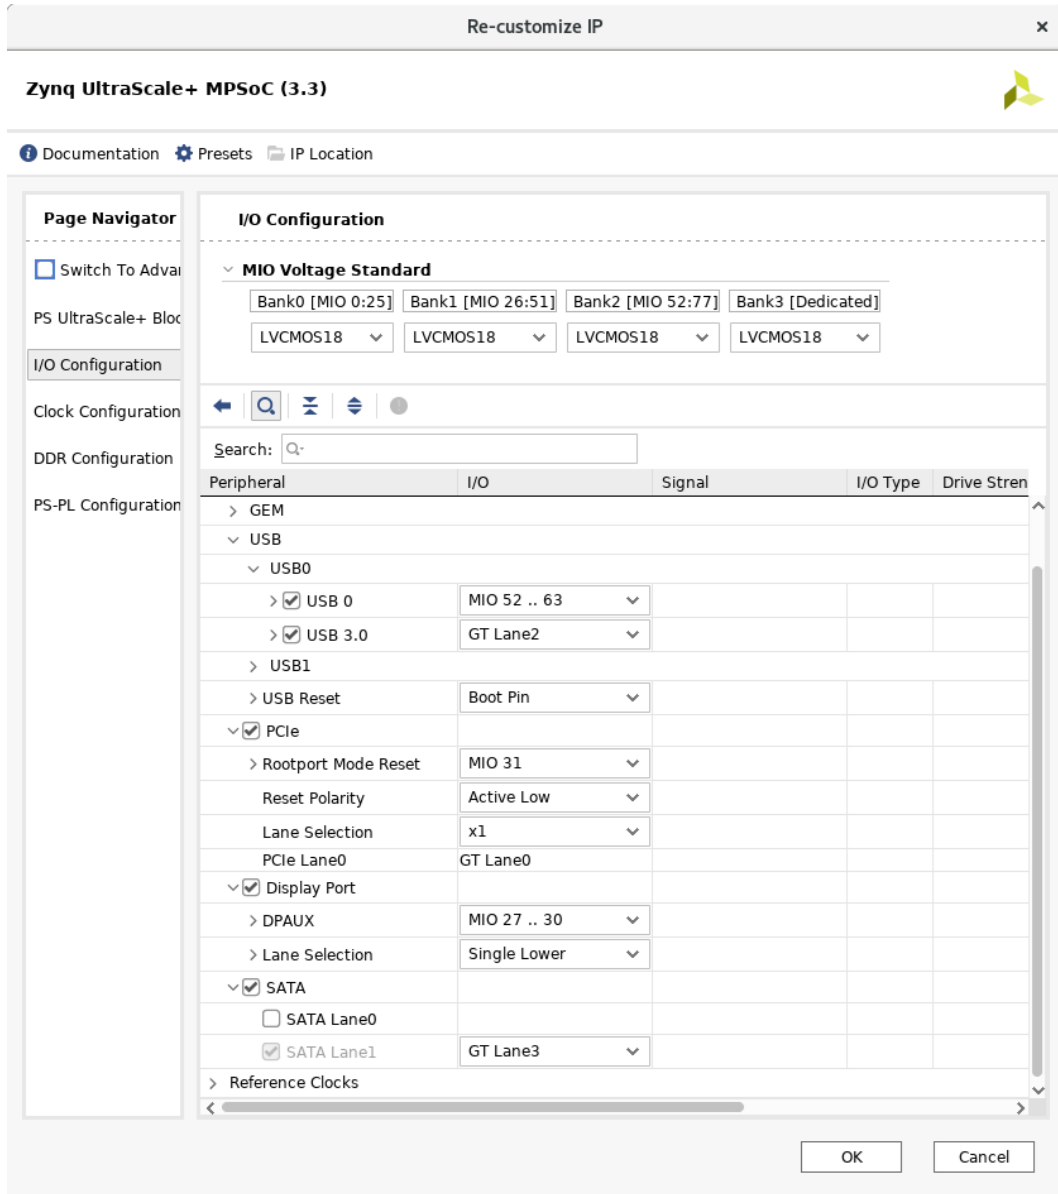 Re-customize IP
Zynq UltraScale+ MPSoC (3.3)
Documentation Presets IP Location
Page Navigator
Switch To Advar
PS UltraScale+ Bloc
I/O Configuration
Clock Configuration
DDR Configuration
PS-PL Configuration
I/O Configuration
MIO Voltage Standard
Bank0 [MIO 0:25] Bank1 [MIO 26:51] Bank2 [MIO 52:77] Bank3 [Dedicated]
LVCMOS18 LVCMOS18 LVCMOS18 LVCMOS18
Search:
Peripheral I/O Signal I/O Type Drive Stren
GEM
USB
USB0
USB 0 MIO 52 .. 63
USB 3.0 GT Lane2
USB1
USB Reset Boot Pin
PCIe
Rootport Mode Reset MIO 31
Reset Polarity Active Low
Lane Selection x1
PCIe Lane0 GT Lane0
Display Port
DPAUX MIO 27 .. 30
Lane Selection Single Lower
SATA
SATA Lane0
SATA Lane1 GT Lane3
Reference Clocks
OK Cancel